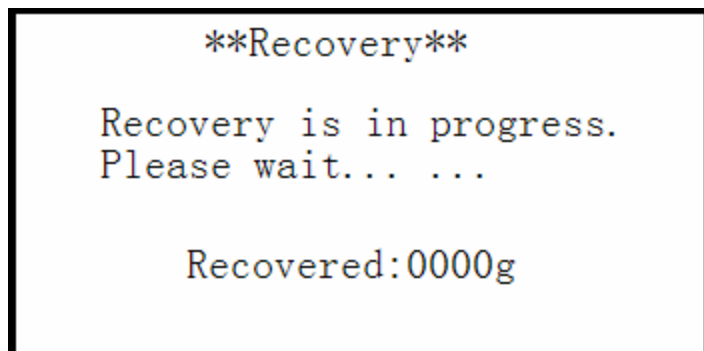 **Recovery**
Recovery is in progress.
Please wait... ...
Recovered:0000g